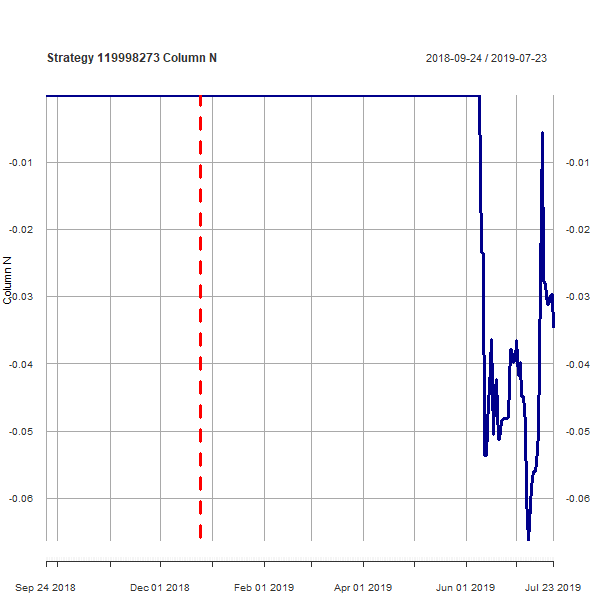 Strategy 119998273 Column N
2018-09-24 / 2019-07-23
-0.01 -0.01
-0.02 -0.02
-0.03 -0.03
-0.04 -0.04
-0.05 -0.05
-0.06 -0.06
Column N
Sep 24 2018 Dec 01 2018 Feb 01 2019 Apr 01 2019 Jun 01 2019 Jul 23 2019